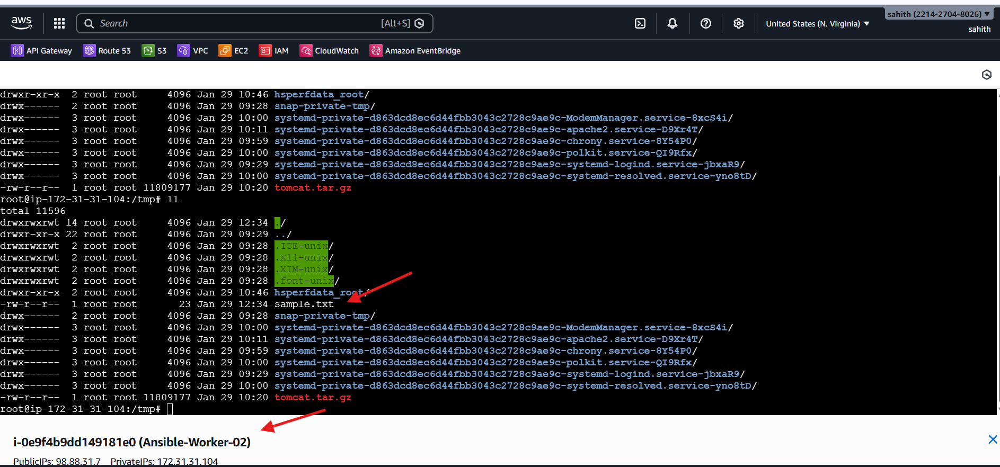 aws
Search [Alt+S]
United States (N. Virginia) ▼
sahith (2214-2704-8026) ▼
sahith
API Gateway Route 53 S3 VPC EC2 IAM CloudWatch Amazon EventBridge
drwxr-xr-x  2 root root     4096 Jan 29 10:46 hsperfdata_root/
drwx------  2 root root     4096 Jan 29 09:28 snap-private-tmp/
drwx------  3 root root     4096 Jan 29 10:00 systemd-private-d863dcd8ec6d44fbb3043c2728c9ae9c-ModemManager.service-8xcS4i/
drwx------  3 root root     4096 Jan 29 10:11 systemd-private-d863dcd8ec6d44fbb3043c2728c9ae9c-apache2.service-D9Xr4T/
drwx------  3 root root     4096 Jan 29 09:59 systemd-private-d863dcd8ec6d44fbb3043c2728c9ae9c-chrony.service-8Y54P0/
drwx------  3 root root     4096 Jan 29 10:00 systemd-private-d863dcd8ec6d44fbb3043c2728c9ae9c-polkit.service-QI9Rfx/
drwx------  3 root root     4096 Jan 29 09:29 systemd-private-d863dcd8ec6d44fbb3043c2728c9ae9c-systemd-logind.service-jbxaR9/
drwx------  3 root root     4096 Jan 29 10:00 systemd-private-d863dcd8ec6d44fbb3043c2728c9ae9c-systemd-resolved.service-yno8tD/
-rw-r--r--  1 root root 11809177 Jan 29 10:20 tomcat.tar.gz
root@ip-172-31-31-104:/tmp# ll
total 11596
drwxrwxrwt 14 root root     4096 Jan 29 12:34 ./
drwxr-xr-x 22 root root     4096 Jan 29 09:29 ../
drwxrwxrwt  2 root root     4096 Jan 29 09:28 .ICE-unix/
drwxrwxrwt  2 root root     4096 Jan 29 09:28 .X11-unix/
drwxrwxrwt  2 root root     4096 Jan 29 09:28 .XIM-unix/
drwxrwxrwt  2 root root     4096 Jan 29 09:28 .font-unix/
drwxr-xr-x  2 root root     4096 Jan 29 10:46 hsperfdata_root/
-rw-r--r--  1 root root       23 Jan 29 12:34 sample.txt
drwx------  2 root root     4096 Jan 29 09:28 snap-private-tmp/
drwx------  3 root root     4096 Jan 29 10:00 systemd-private-d863dcd8ec6d44fbb3043c2728c9ae9c-ModemManager.service-8xcS4i/
drwx------  3 root root     4096 Jan 29 10:11 systemd-private-d863dcd8ec6d44fbb3043c2728c9ae9c-apache2.service-D9Xr4T/
drwx------  3 root root     4096 Jan 29 09:59 systemd-private-d863dcd8ec6d44fbb3043c2728c9ae9c-chrony.service-8Y54P0/
drwx------  3 root root     4096 Jan 29 10:00 systemd-private-d863dcd8ec6d44fbb3043c2728c9ae9c-polkit.service-QI9Rfx/
drwx------  3 root root     4096 Jan 29 09:29 systemd-private-d863dcd8ec6d44fbb3043c2728c9ae9c-systemd-logind.service-jbxaR9/
drwx------  3 root root     4096 Jan 29 10:00 systemd-private-d863dcd8ec6d44fbb3043c2728c9ae9c-systemd-resolved.service-yno8tD/
-rw-r--r--  1 root root 11809177 Jan 29 10:20 tomcat.tar.gz
root@ip-172-31-31-104:/tmp#
i-0e9f4b9dd149181e0 (Ansible-Worker-02)
PublicIPs: 98.88.31.7 PrivateIPs: 172.31.31.104